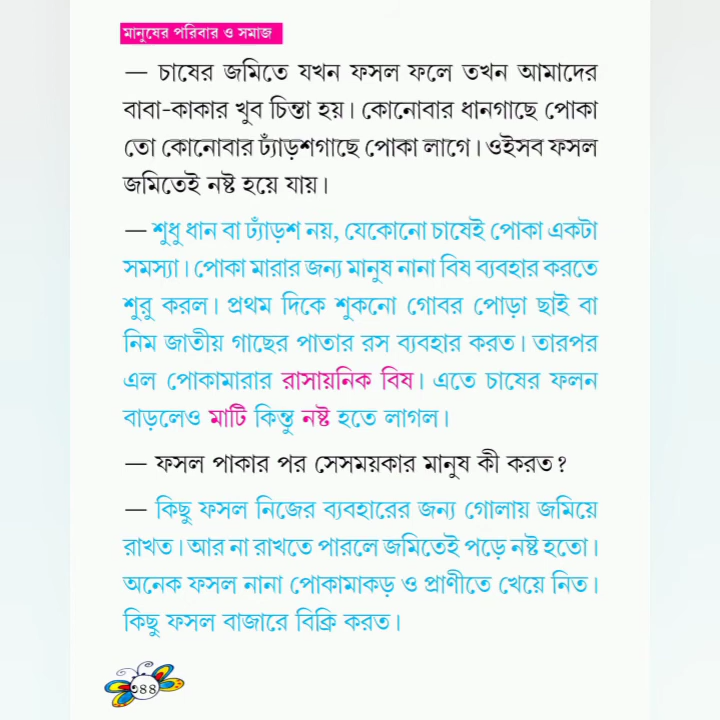 মানুষের পরিবার ও সমাজ
— চাষের জমিতে যখন ফসল ফলে তখন আমাদের
বাবা-কাকার খুব চিন্তা হয়। কোনোবার ধানগাছে পোকা
তো কোনোবার ঢ্যাঁড়শগাছে পোকা লাগে। ওইসব ফসল
জমিতেই নষ্ট হয়ে যায়।
— শুধু ধান বা ঢ্যাঁড়শ নয়, যেকোনো চাষেই পোকা একটা
সমস্যা। পোকা মারার জন্য মানুষ নানা বিষ ব্যবহার করতে
শুরু করল। প্রথম দিকে শুকনো গোবর পোড়া ছাই বা
নিম জাতীয় গাছের পাতার রস ব্যবহার করত। তারপর
এল পোকামারার রাসায়নিক বিষ। এতে চাষের ফলন
বাড়লেও মাটি কিন্তু নষ্ট হতে লাগল।
— ফসল পাকার পর সেসময়কার মানুষ কী করত?
— কিছু ফসল নিজের ব্যবহারের জন্য গোলায় জমিয়ে
রাখত। আর না রাখতে পারলে জমিতেই পড়ে নষ্ট হতো।
অনেক ফসল নানা পোকামাকড় ও প্রাণীতে খেয়ে নিত।
কিছু ফসল বাজারে বিক্রি করত।
৩৪৪